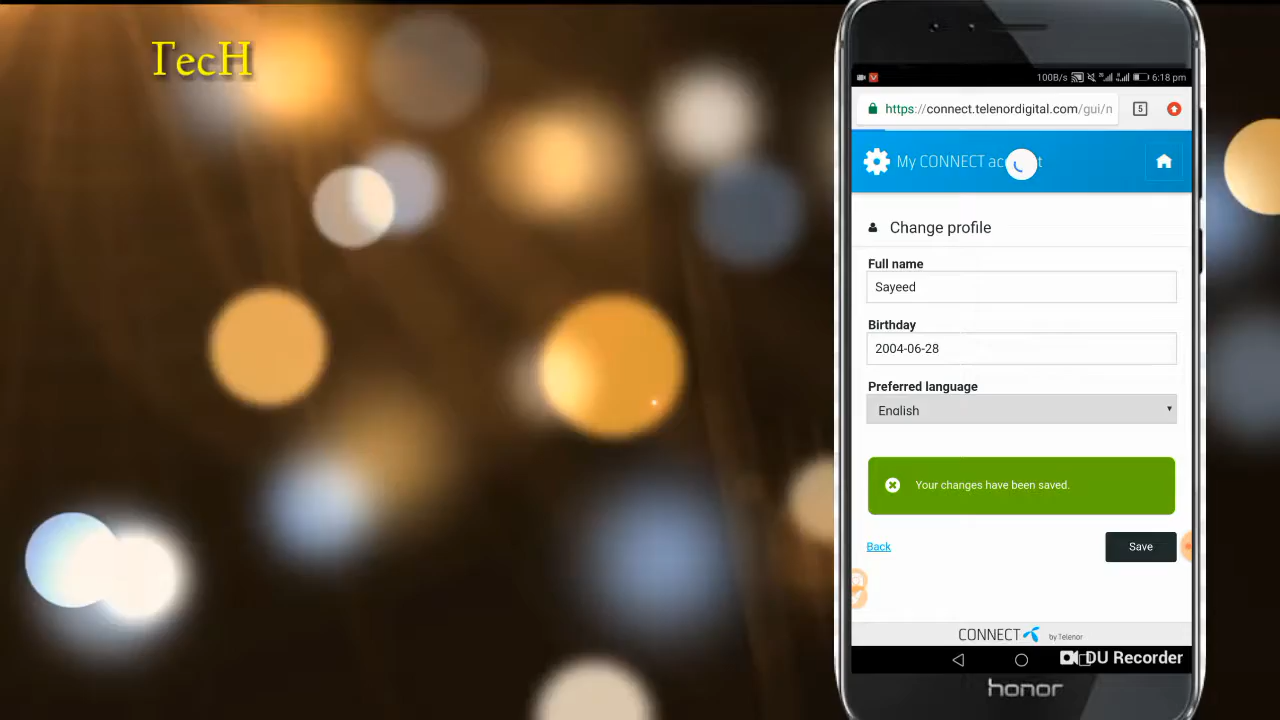 TecH
100B/s 6:18 pm
https://connect.telenordigital.com/gui/n 5
My CONNECT ac t
Change profile
Full name
Sayeed
Birthday
2004-06-28
Preferred language
English
Your changes have been saved.
Back Save
CONNECT by Telenor
DU Recorder
honor